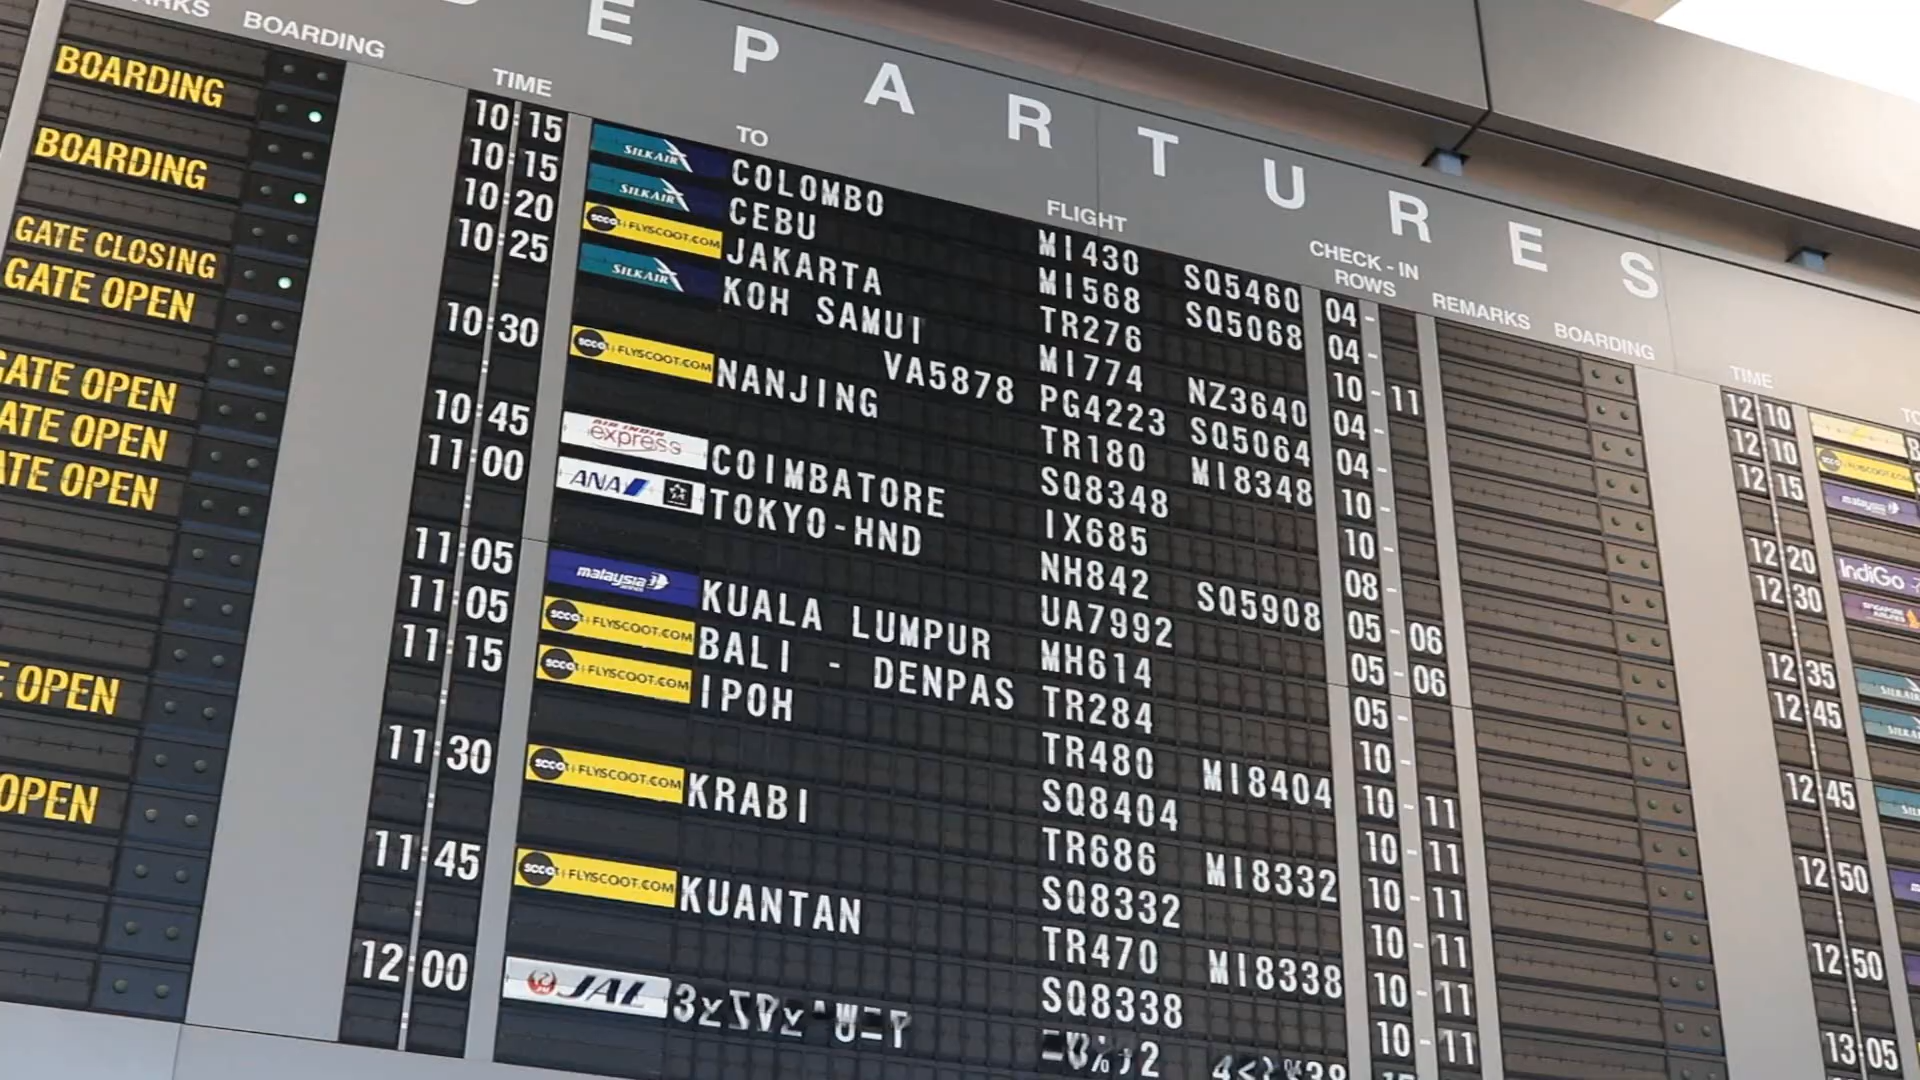 DEPARTURES
BOARDING
TIME
TO
FLIGHT
CHECK - IN ROWS
REMARKS
BOARDING
TIME
BOARDING
BOARDING
GATE CLOSING
GATE OPEN
GATE OPEN
GATE OPEN
GATE OPEN
OPEN
OPEN
10:15 SILKAIR COLOMBO MI430 SQ5460 04-
10:15 SILKAIR CEBU MI568 SQ5068 04-
10:20 FLYSCOOT.COM JAKARTA TR276 10-11
10:25 SILKAIR KOH SAMUI MI774 NZ3640 04-
: VA5878 PG4223 SQ5064 04-
10:30 FLYSCOOT.COM NANJING TR180 MI8348 10-
SQ8348 10-
10:45 AIR INDIA express COIMBATORE IX685 08-
11:00 ANA TOKYO-HND NH842 SQ5908 05-06
: UA7992 05-06
11:05 malaysia KUALA LUMPUR MH614 05-
11:05 FLYSCOOT.COM BALI - DENPAS TR284 10-
11:15 FLYSCOOT.COM IPOH TR480 MI8404 10-11
: SQ8404 10-11
11:30 FLYSCOOT.COM KRABI TR686 MI8332 10-11
: SQ8332 10-11
11:45 FLYSCOOT.COM KUANTAN TR470 MI8338 10-11
SQ8338 10-11
12:00 JAL
12:10
12:10
12:15 malaysia
12:20 IndiGo
12:30 SINGAPORE AIRLINES
12:35
12:45
12:45
12:50
12:50
13:05